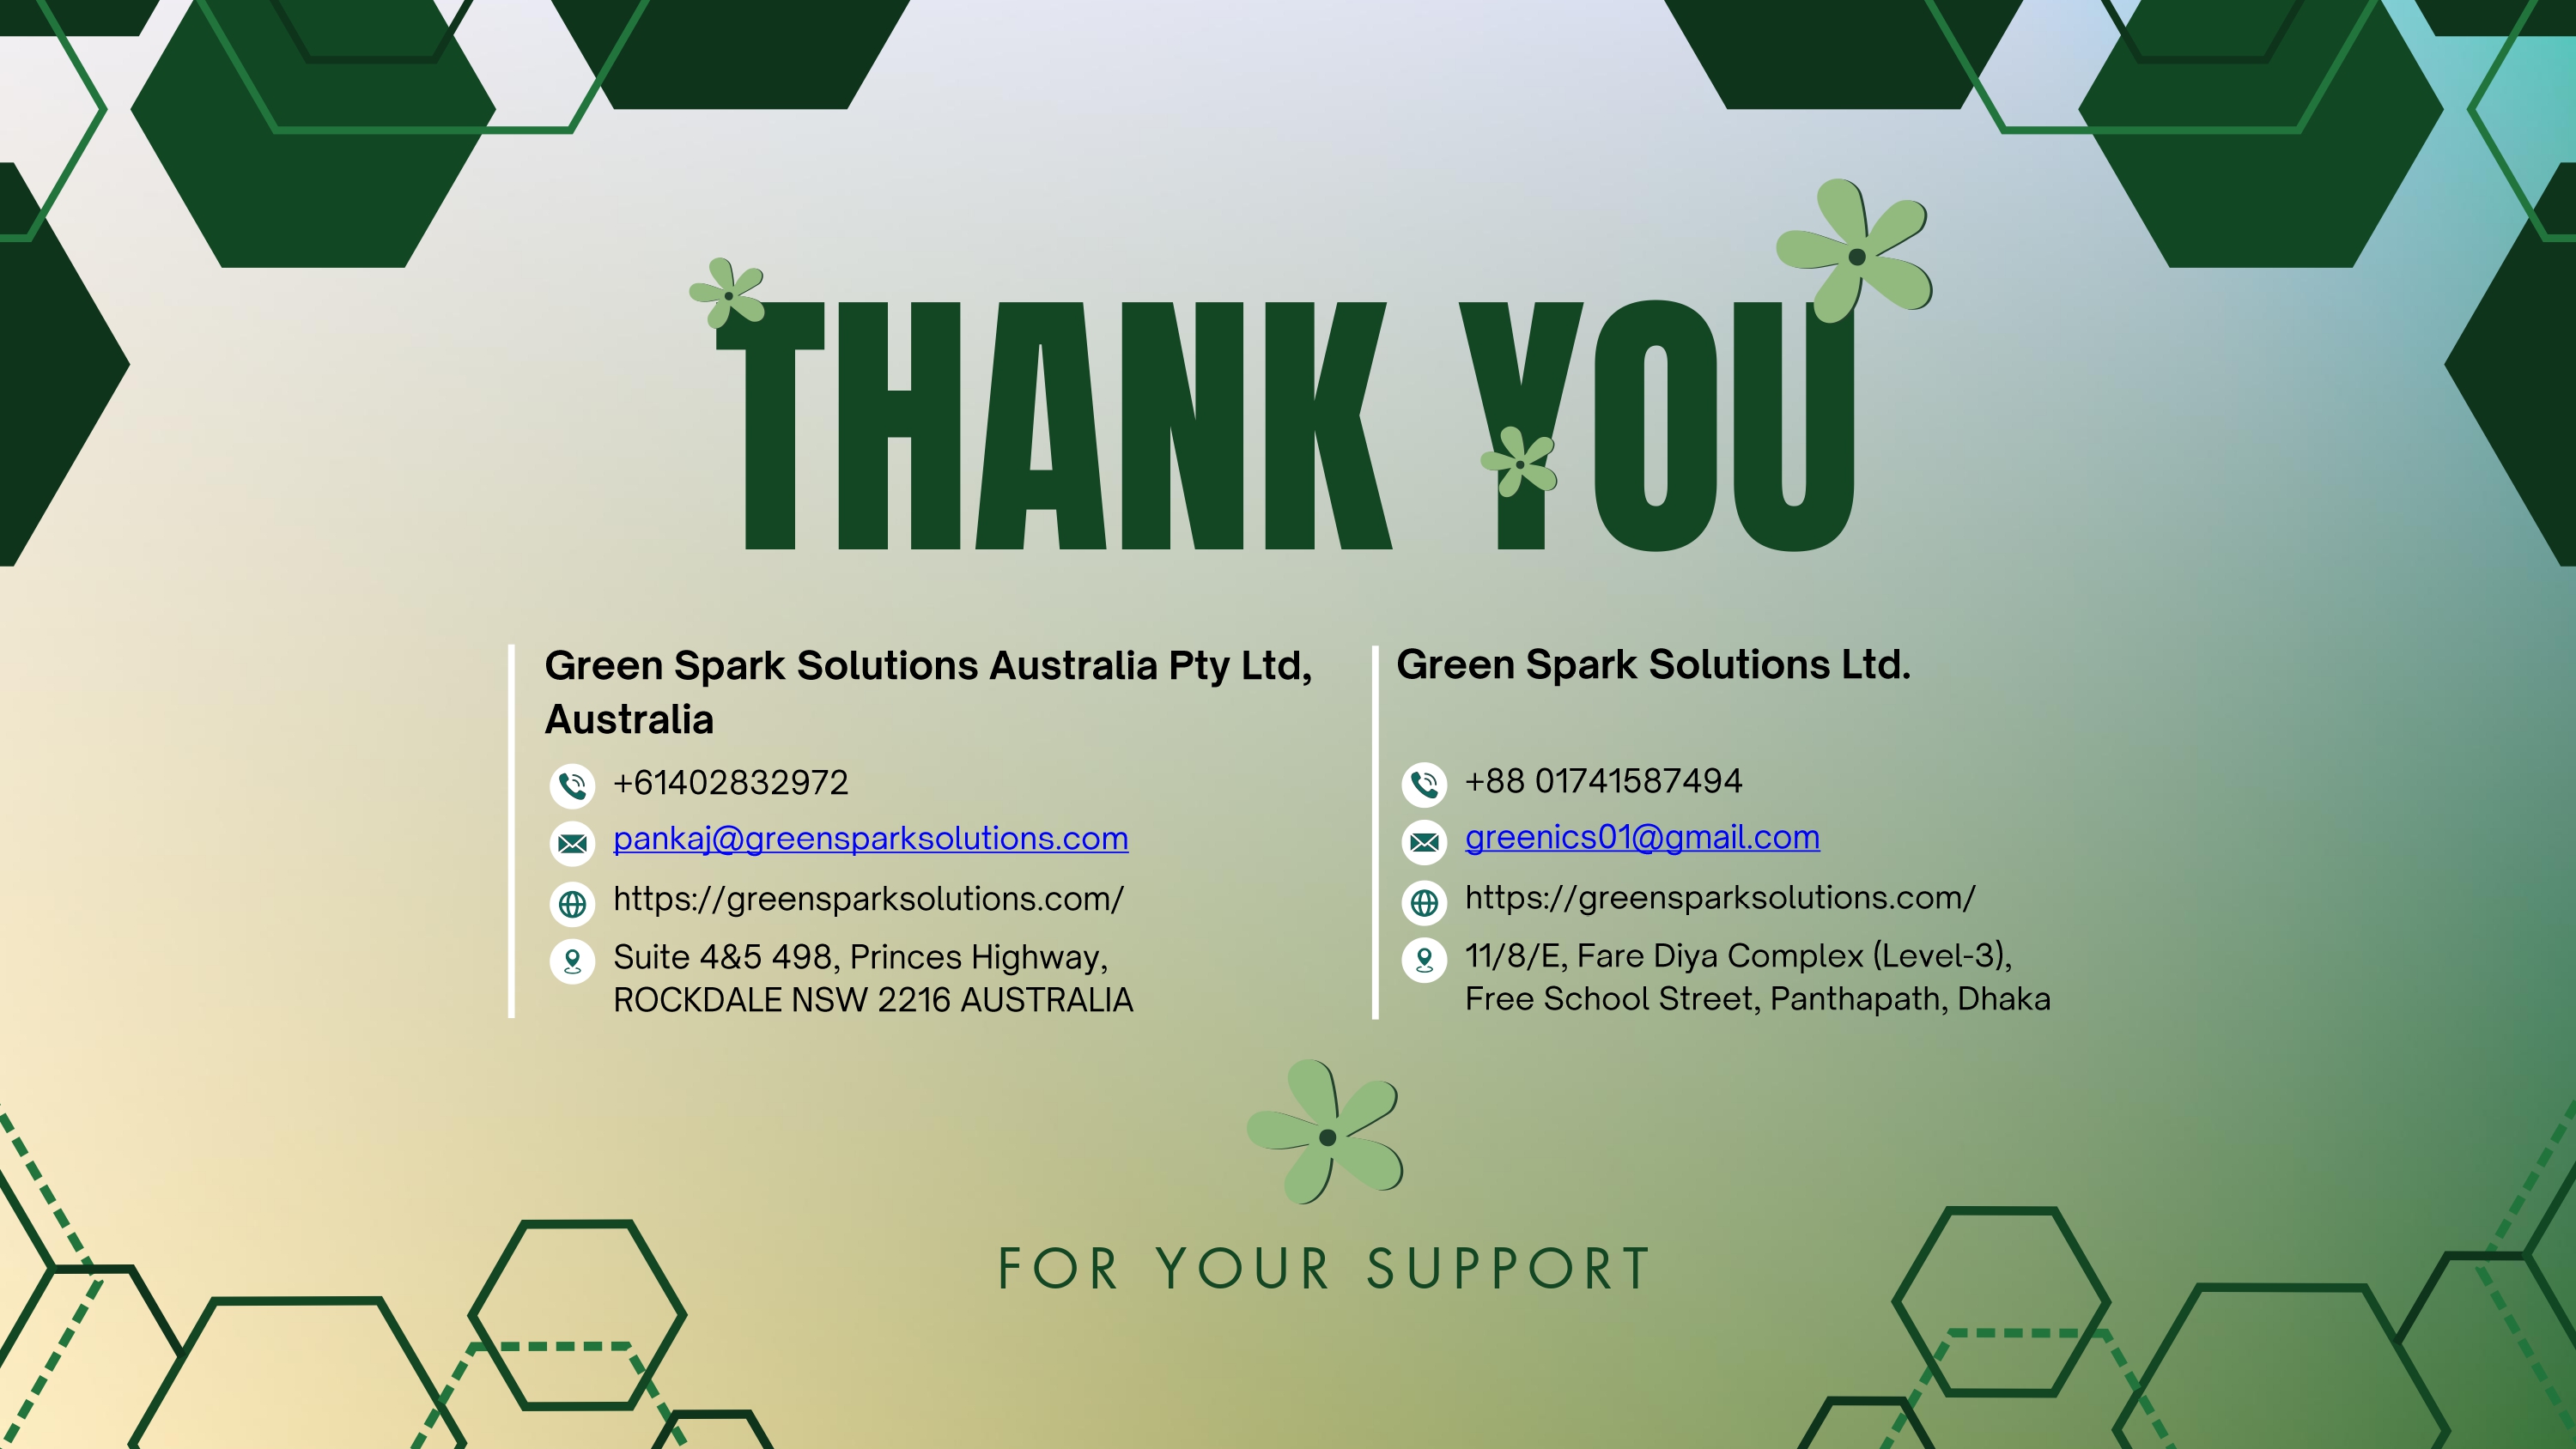 THANK YOU
Green Spark Solutions Australia Pty Ltd,
Australia
+61402832972
pankaj@greensparksolutions.com
https://greensparksolutions.com/
Suite 4&5 498, Princes Highway,
ROCKDALE NSW 2216 AUSTRALIA
Green Spark Solutions Ltd.
+88 01741587494
greenics01@gmail.com
https://greensparksolutions.com/
11/8/E, Fare Diya Complex (Level-3),
Free School Street, Panthapath, Dhaka
FOR YOUR SUPPORT